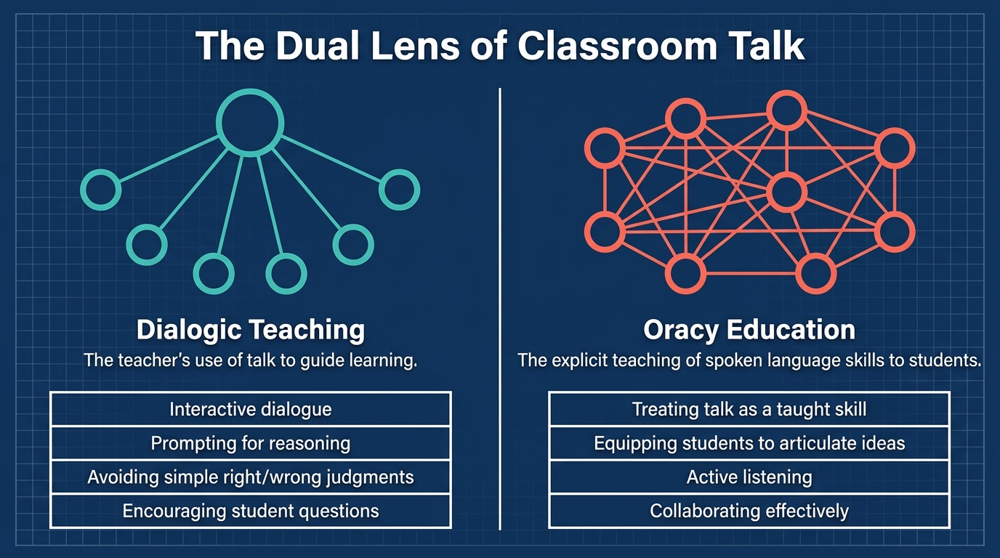 The Dual Lens of Classroom Talk
Dialogic Teaching
The teacher's use of talk to guide learning.
Interactive dialogue
Prompting for reasoning
Avoiding simple right/wrong judgments
Encouraging student questions
Oracy Education
The explicit teaching of spoken language skills to students.
Treating talk as a taught skill
Equipping students to articulate ideas
Active listening
Collaborating effectively